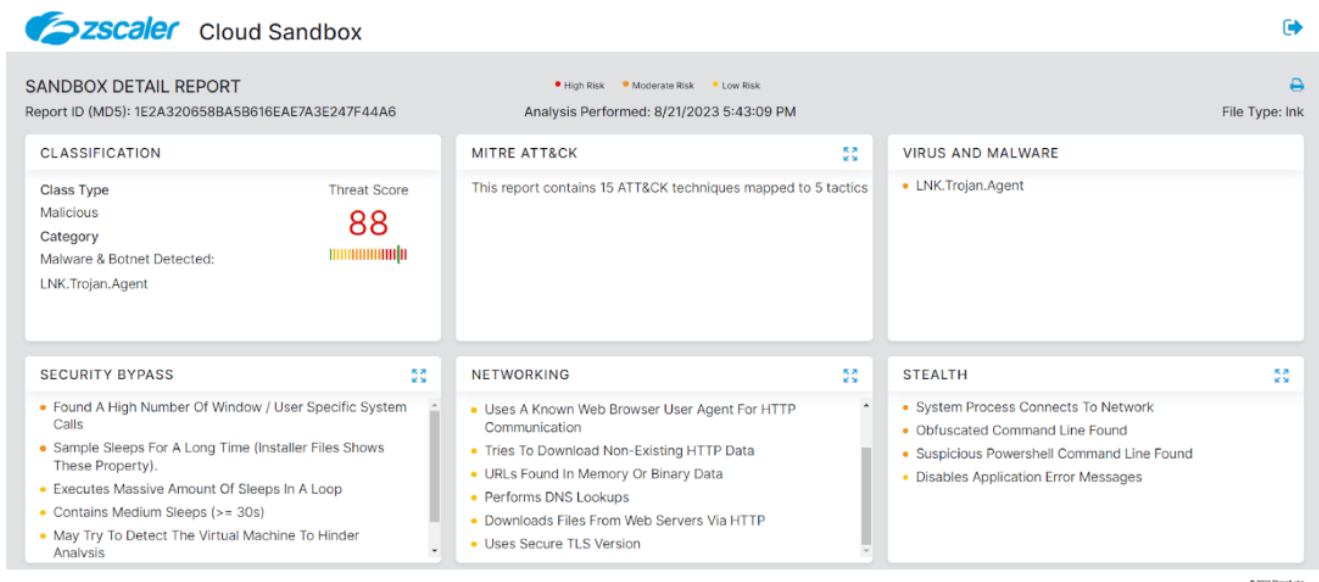 zscaler Cloud Sandbox
SANDBOX DETAIL REPORT
High Risk Moderate Risk Low Risk
Report ID (MD5): 1E2A320658BA5B616EAE7A3E247F44A6
Analysis Performed: 8/21/2023 5:43:09 PM
File Type: lnk
CLASSIFICATION
Class Type
Threat Score
Malicious
88
Category
Malware & Botnet Detected:
LNK.Trojan.Agent
MITRE ATT&CK
This report contains 15 ATT&CK techniques mapped to 5 tactics
VIRUS AND MALWARE
LNK.Trojan.Agent
SECURITY BYPASS
Found A High Number Of Window / User Specific System
Calls
Sample Sleeps For A Long Time (Installer Files Shows
These Property).
Executes Massive Amount Of Sleeps In A Loop
Contains Medium Sleeps (>= 30s)
May Try To Detect The Virtual Machine To Hinder
Analysis
NETWORKING
Uses A Known Web Browser User Agent For HTTP
Communication
Tries To Download Non-Existing HTTP Data
URLs Found In Memory Or Binary Data
Performs DNS Lookups
Downloads Files From Web Servers Via HTTP
Uses Secure TLS Version
STEALTH
System Process Connects To Network
Obfuscated Command Line Found
Suspicious Powershell Command Line Found
Disables Application Error Messages